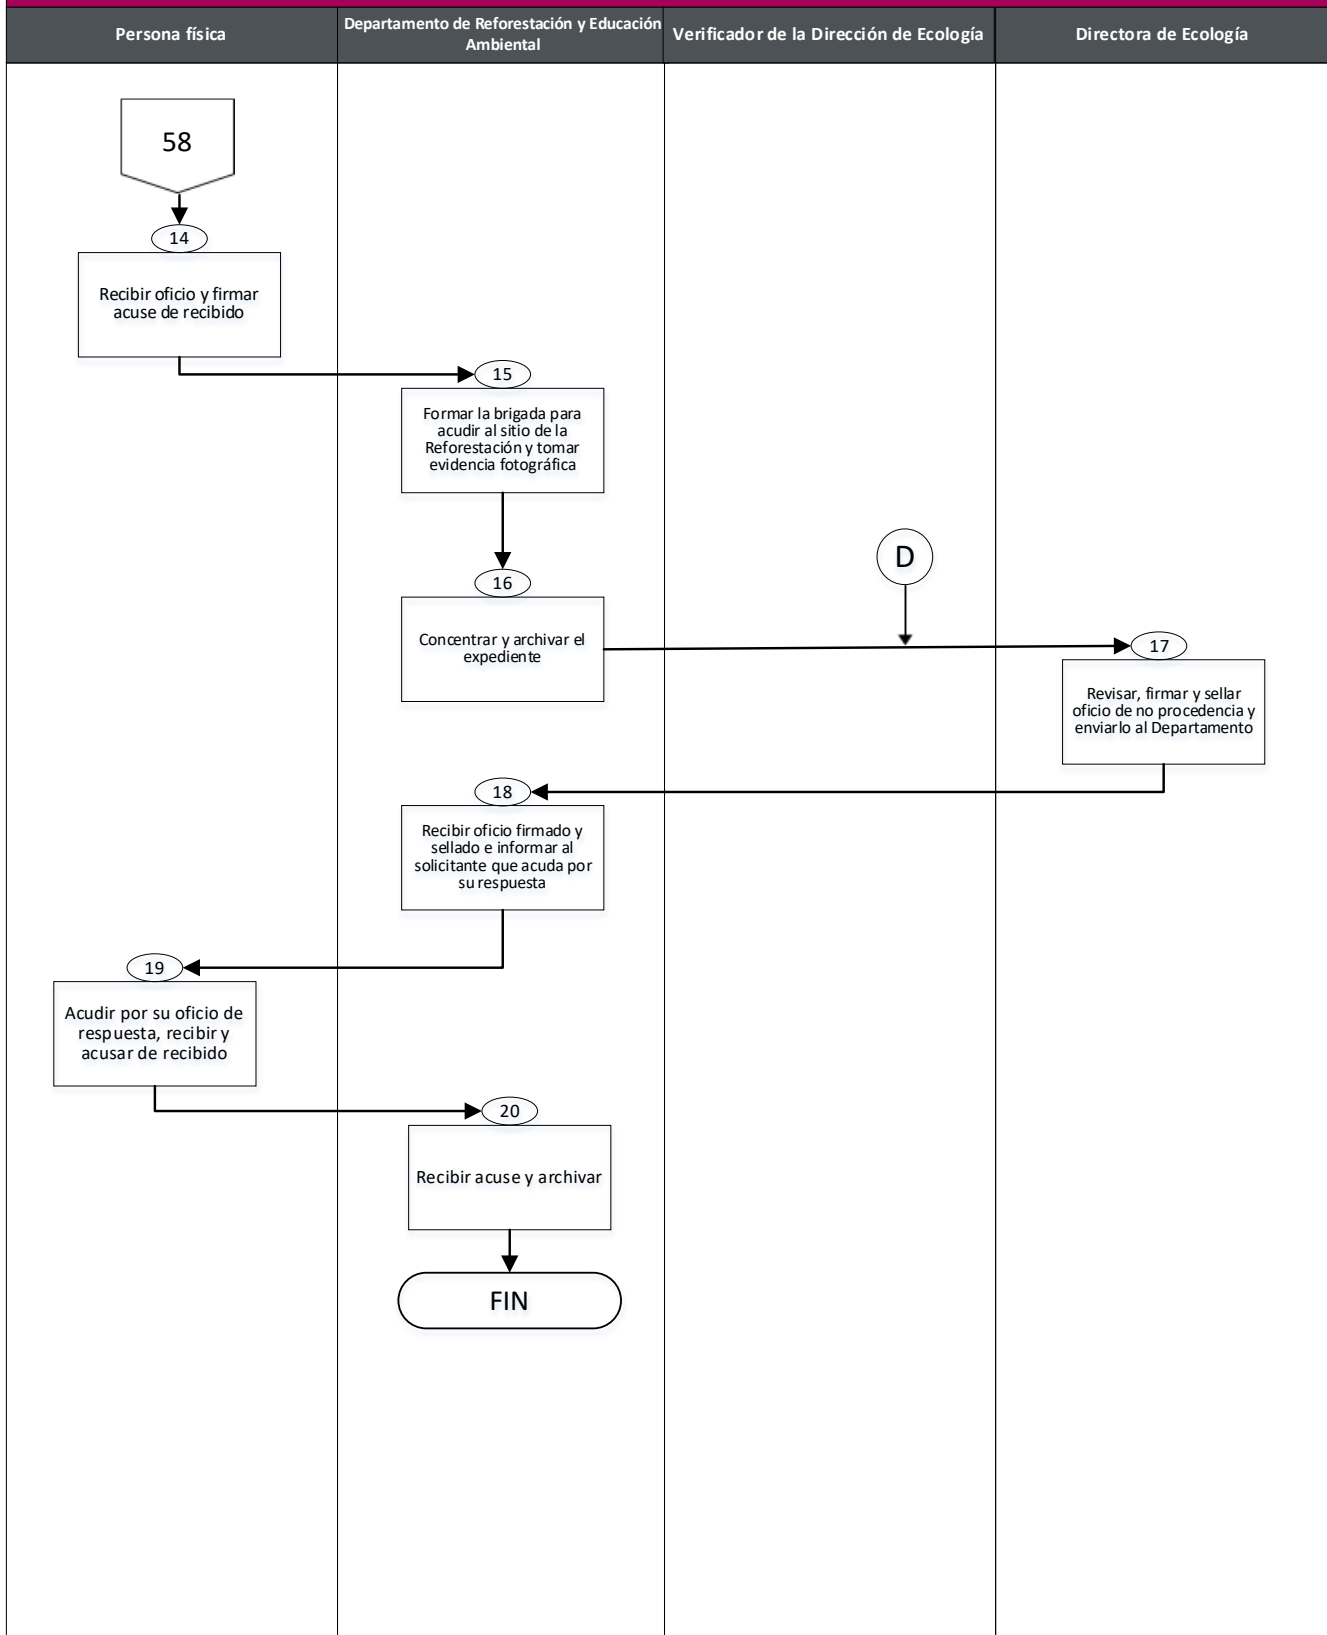 Persona física
Departamento de Reforestación y Educación
Ambiental
Verificador de la Dirección de Ecología
Directora de Ecología
58
14
Recibir oficio y firmar
acuse de recibido
15
Formar la brigada para
acudir al sitio de la
Reforestación y tomar
evidencia fotográfica
D
16
Concentrar y archivar el
expediente
17
Revisar, firmar y sellar
oficio de no procedencia y
enviarlo al Departamento
18
Recibir oficio firmado y
sellado e informar al
solicitante que acuda por
su respuesta
19
Acudir por su oficio de
respuesta, recibir y
acusar de recibido
20
Recibir acuse y archivar
FIN